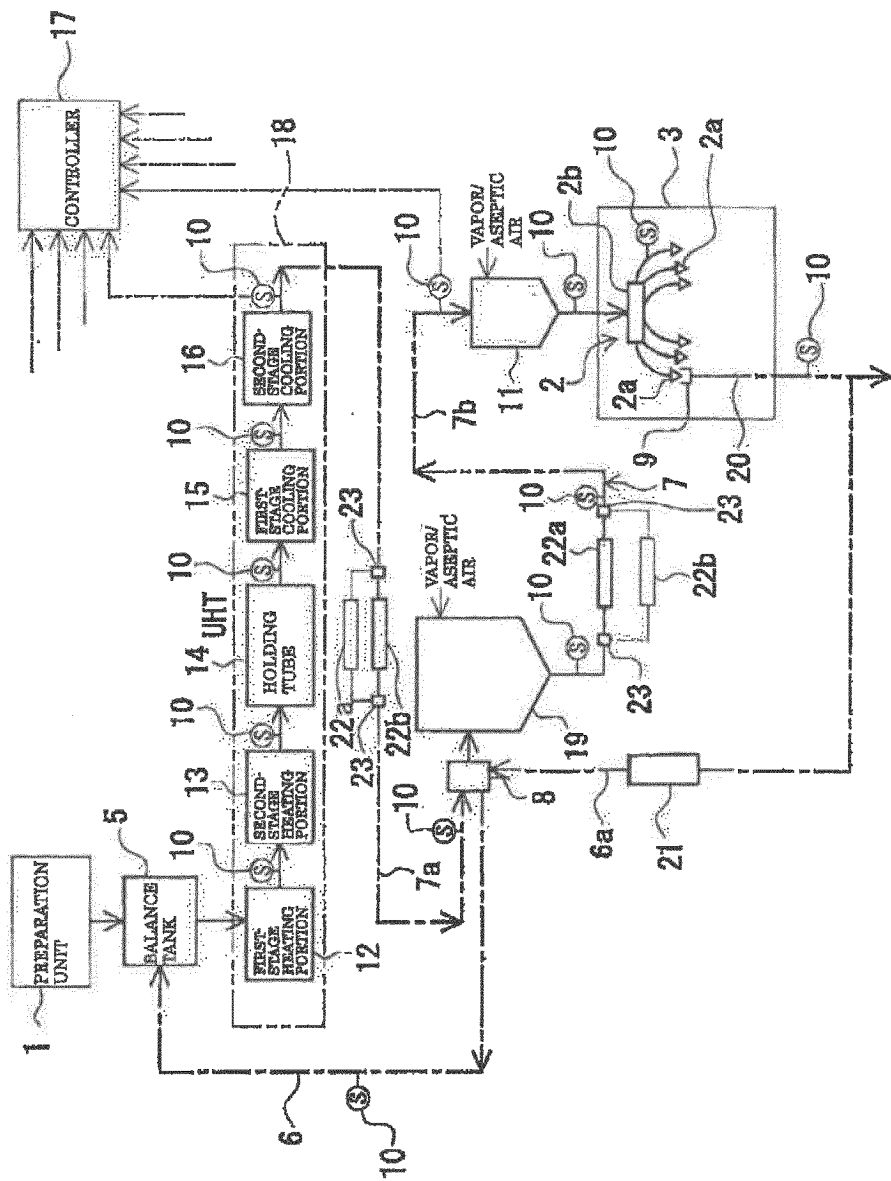 17
CONTROLLER
1
PREPARATION
UNIT
5
BALANCE
TANK
10
13
10
14
UHT
10
15
10
16
10
18
FIRST-
STAGE
HEATING
PORTION
SECOND-
STAGE
HEATING
PORTION
HOLDING
TUBE
FIRST-
STAGE
COOLING
PORTION
SECOND-
STAGE
COOLING
PORTION
S
S
S
S
S
6
12
S
10
22a
23
23
22b
7a
10
S
VAPOR/
ASEPTIC
AIR
7b
10
S
8
19
10
S
11
VAPOR/
ASEPTIC
AIR
10
S
10
S
22a
23
23
7
22b
2
2b
10
S
3
2a
2a
6a
21
9
20
S
10